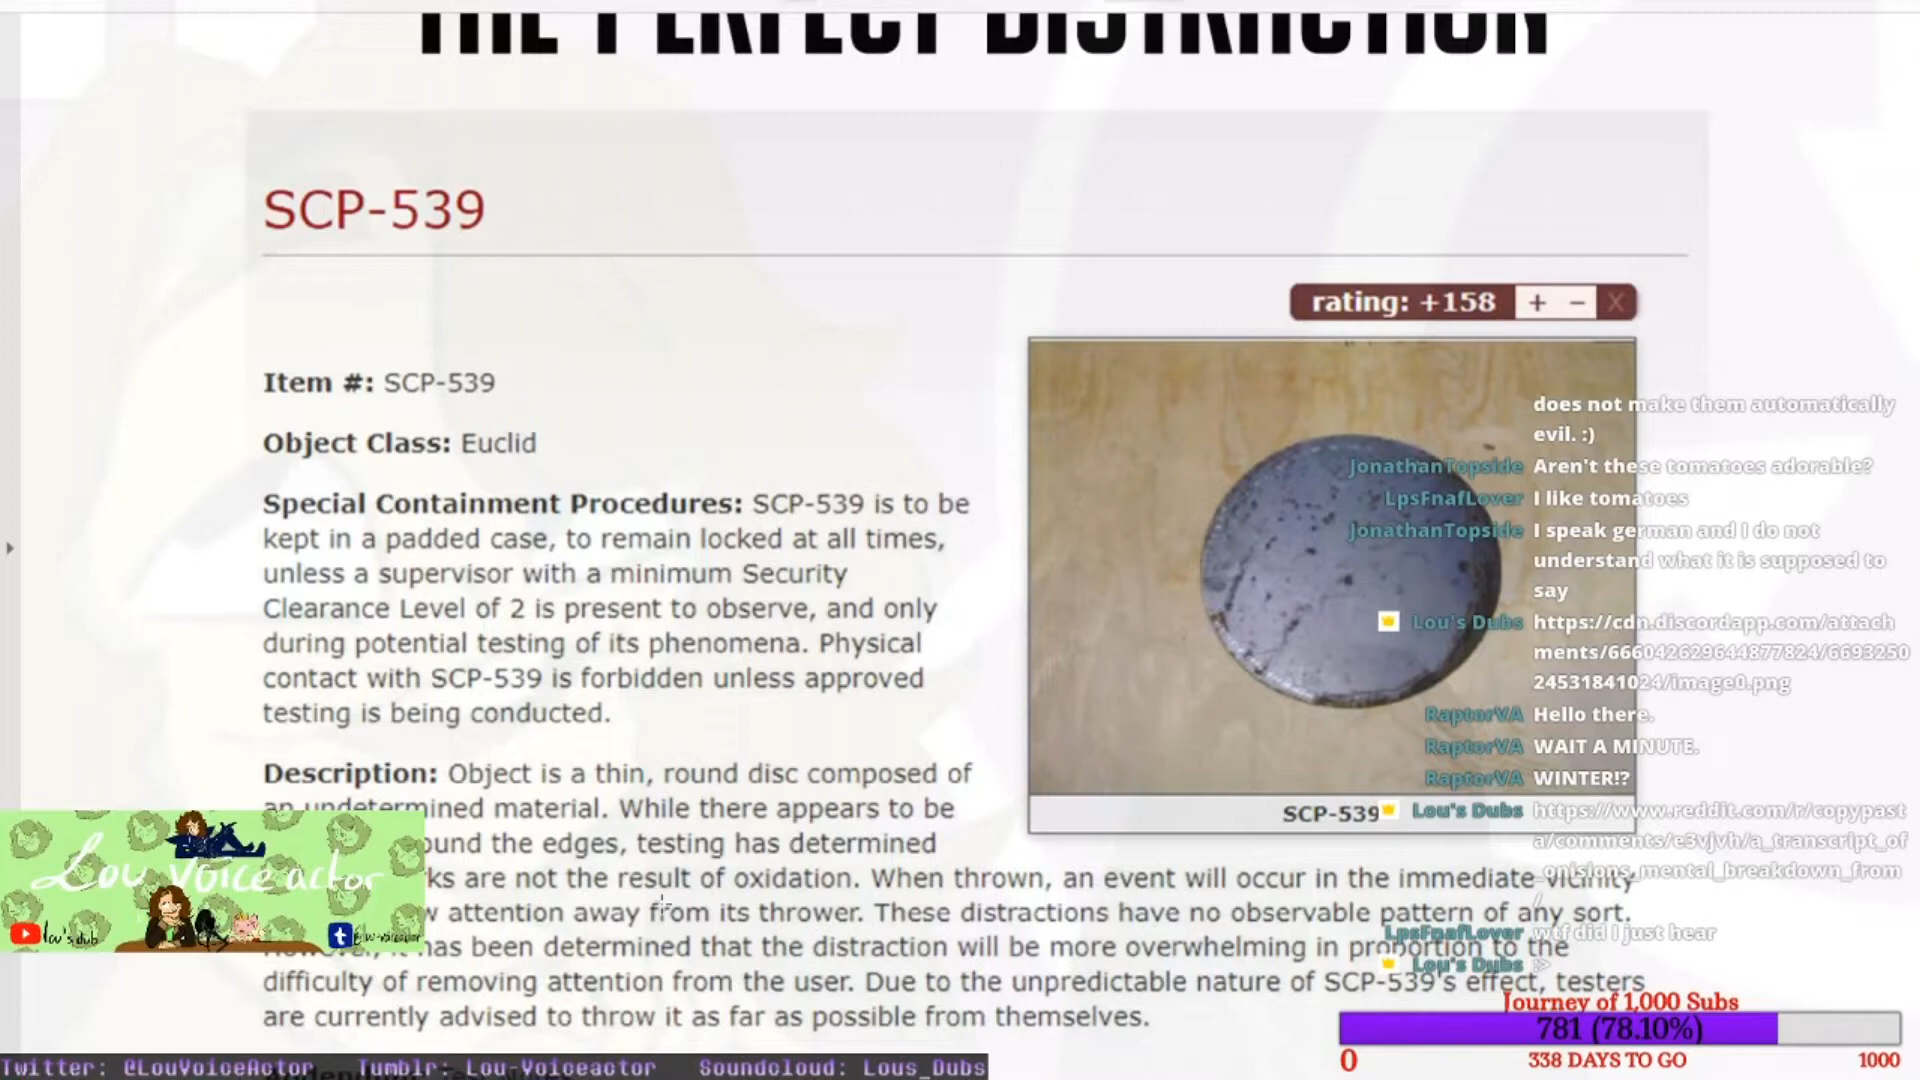 THE PERFECT DISTRACTION
SCP-539
rating: +158 + − X
Item #: SCP-539
Object Class: Euclid
Special Containment Procedures: SCP-539 is to be
kept in a padded case, to remain locked at all times,
unless a supervisor with a minimum Security
Clearance Level of 2 is present to observe, and only
during potential testing of its phenomena. Physical
contact with SCP-539 is forbidden unless approved
testing is being conducted.
Description: Object is a thin, round disc composed of
an undetermined material. While there appears to be
ound the edges, testing has determined
ks are not the result of oxidation. When thrown, an event will occur in the immediate vicinity
w attention away from its thrower. These distractions have no observable pattern of any sort.
has been determined that the distraction will be more overwhelming in proportion to the
difficulty of removing attention from the user. Due to the unpredictable nature of SCP-539's effect, testers
are currently advised to throw it as far as possible from themselves.
SCP-539
does not make them automatically
evil. :)
JonathanTopside Aren't these tomatoes adorable?
LpsFnafLover I like tomatoes
JonathanTopside I speak german and I do not
understand what it is supposed to
say
Lou's Dubs https://cdn.discordapp.com/attach
ments/666042629644877824/6693250
24531841024/image0.png
RaptorVA Hello there.
RaptorVA WAIT A MINUTE.
RaptorVA WINTER!?
Lou's Dubs https://www.reddit.com/r/copypast
a/comments/e3vjvh/a_transcript_of
_onisions_mental_breakdown_from
/
LpsFnafLover wtf did I just hear
Lou's Dubs :>
Lou Voice actor
lou's dub
Journey of 1,000 Subs
781 (78.10%)
0 338 DAYS TO GO 1000
Twitter: @LouVoiceActor Tumblr: Lou-Voiceactor Soundcloud: Lous_Dubs